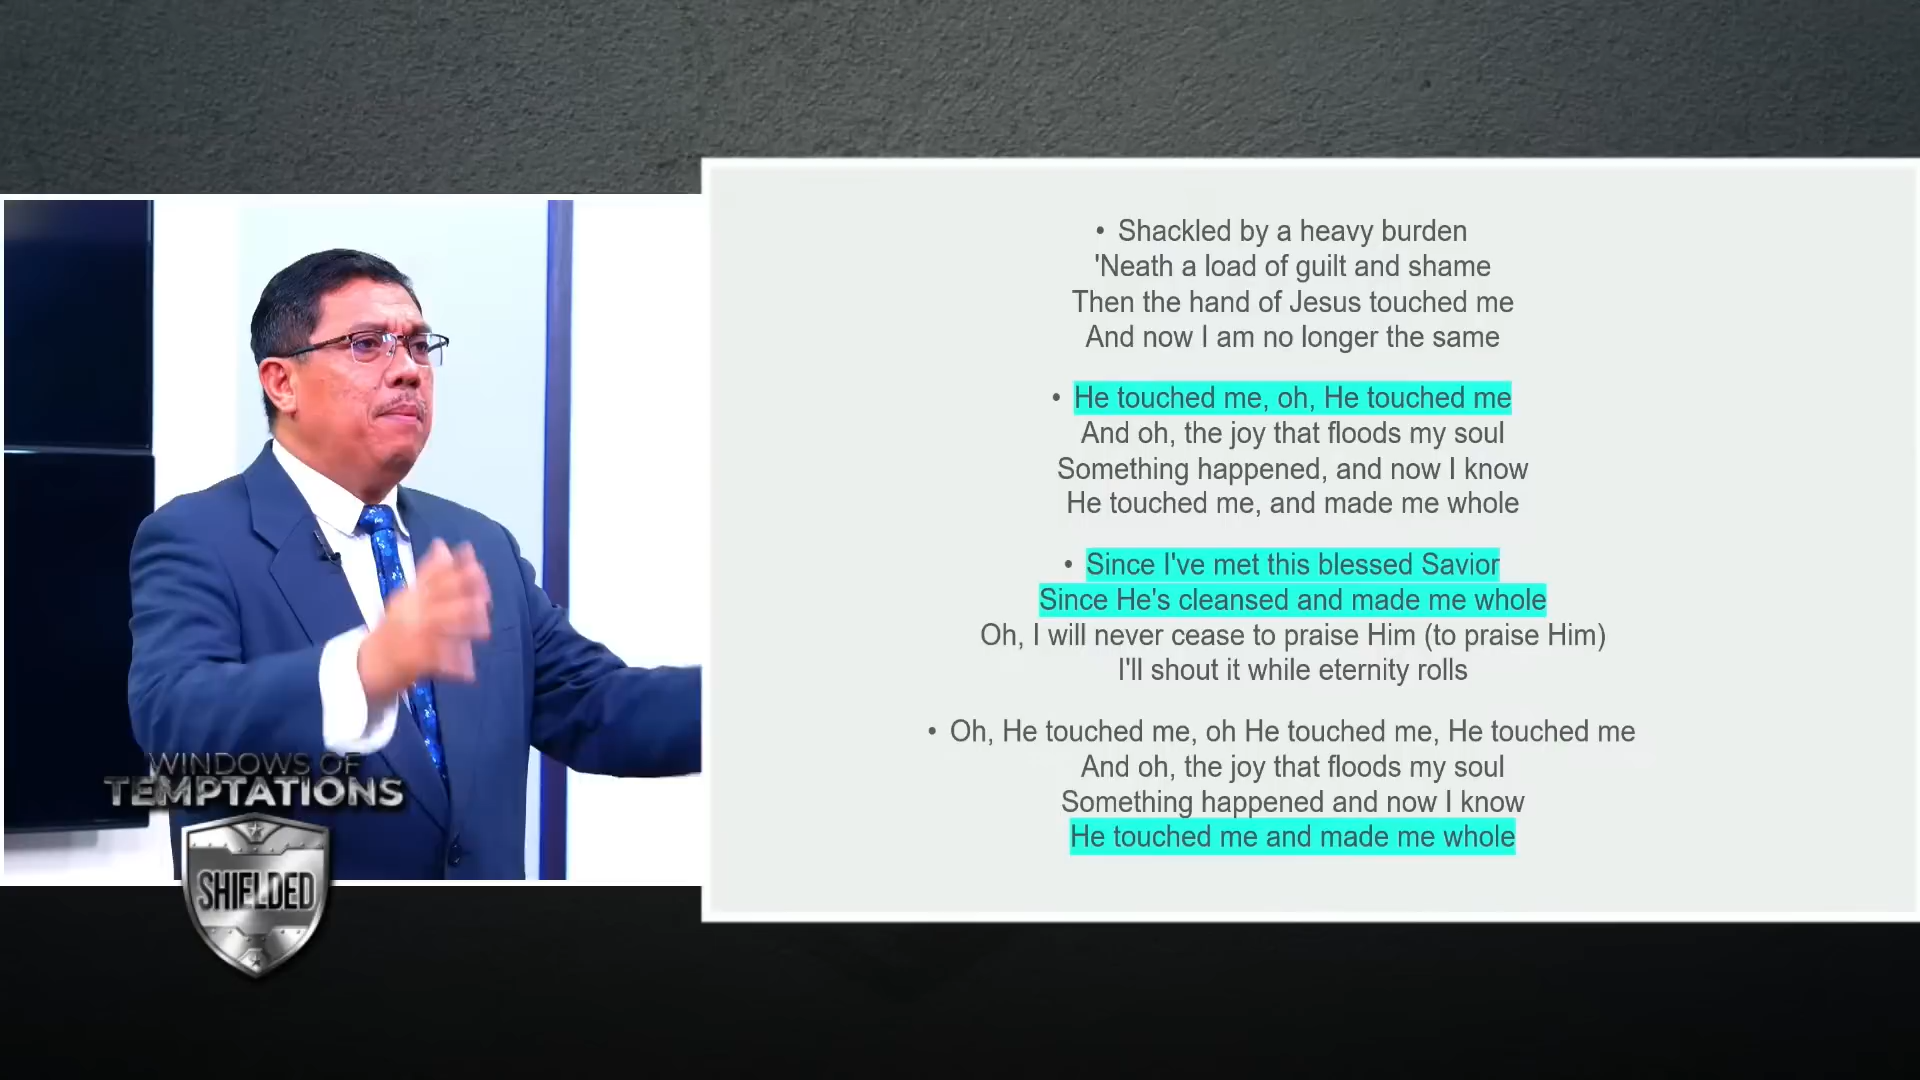 • Shackled by a heavy burden
'Neath a load of guilt and shame
Then the hand of Jesus touched me
And now I am no longer the same
• He touched me, oh, He touched me
And oh, the joy that floods my soul
Something happened, and now I know
He touched me, and made me whole
• Since I've met this blessed Savior
Since He's cleansed and made me whole
Oh, I will never cease to praise Him (to praise Him)
I'll shout it while eternity rolls
• Oh, He touched me, oh He touched me, He touched me
And oh, the joy that floods my soul
Something happened and now I know
He touched me and made me whole
WINDOWS OF
TEMPTATIONS
SHIELDED